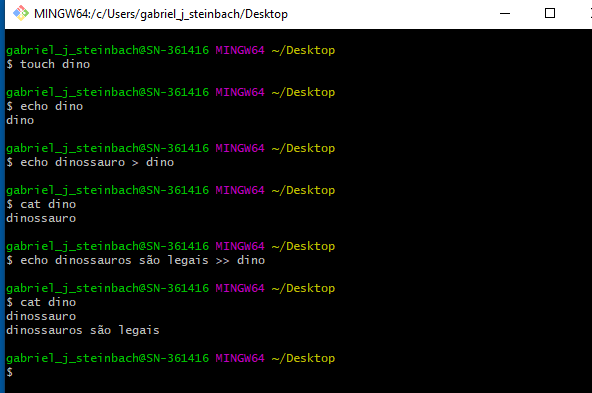 MINGW64:/c/Users/gabriel_j_steinbach/Desktop
gabriel_j_steinbach@SN-361416 MINGW64 ~/Desktop
$ touch dino
gabriel_j_steinbach@SN-361416 MINGW64 ~/Desktop
$ echo dino
dino
gabriel_j_steinbach@SN-361416 MINGW64 ~/Desktop
$ echo dinossauro > dino
gabriel_j_steinbach@SN-361416 MINGW64 ~/Desktop
$ cat dino
dinossauro
gabriel_j_steinbach@SN-361416 MINGW64 ~/Desktop
$ echo dinossauros são legais >> dino
gabriel_j_steinbach@SN-361416 MINGW64 ~/Desktop
$ cat dino
dinossauro
dinossauros são legais
gabriel_j_steinbach@SN-361416 MINGW64 ~/Desktop
$